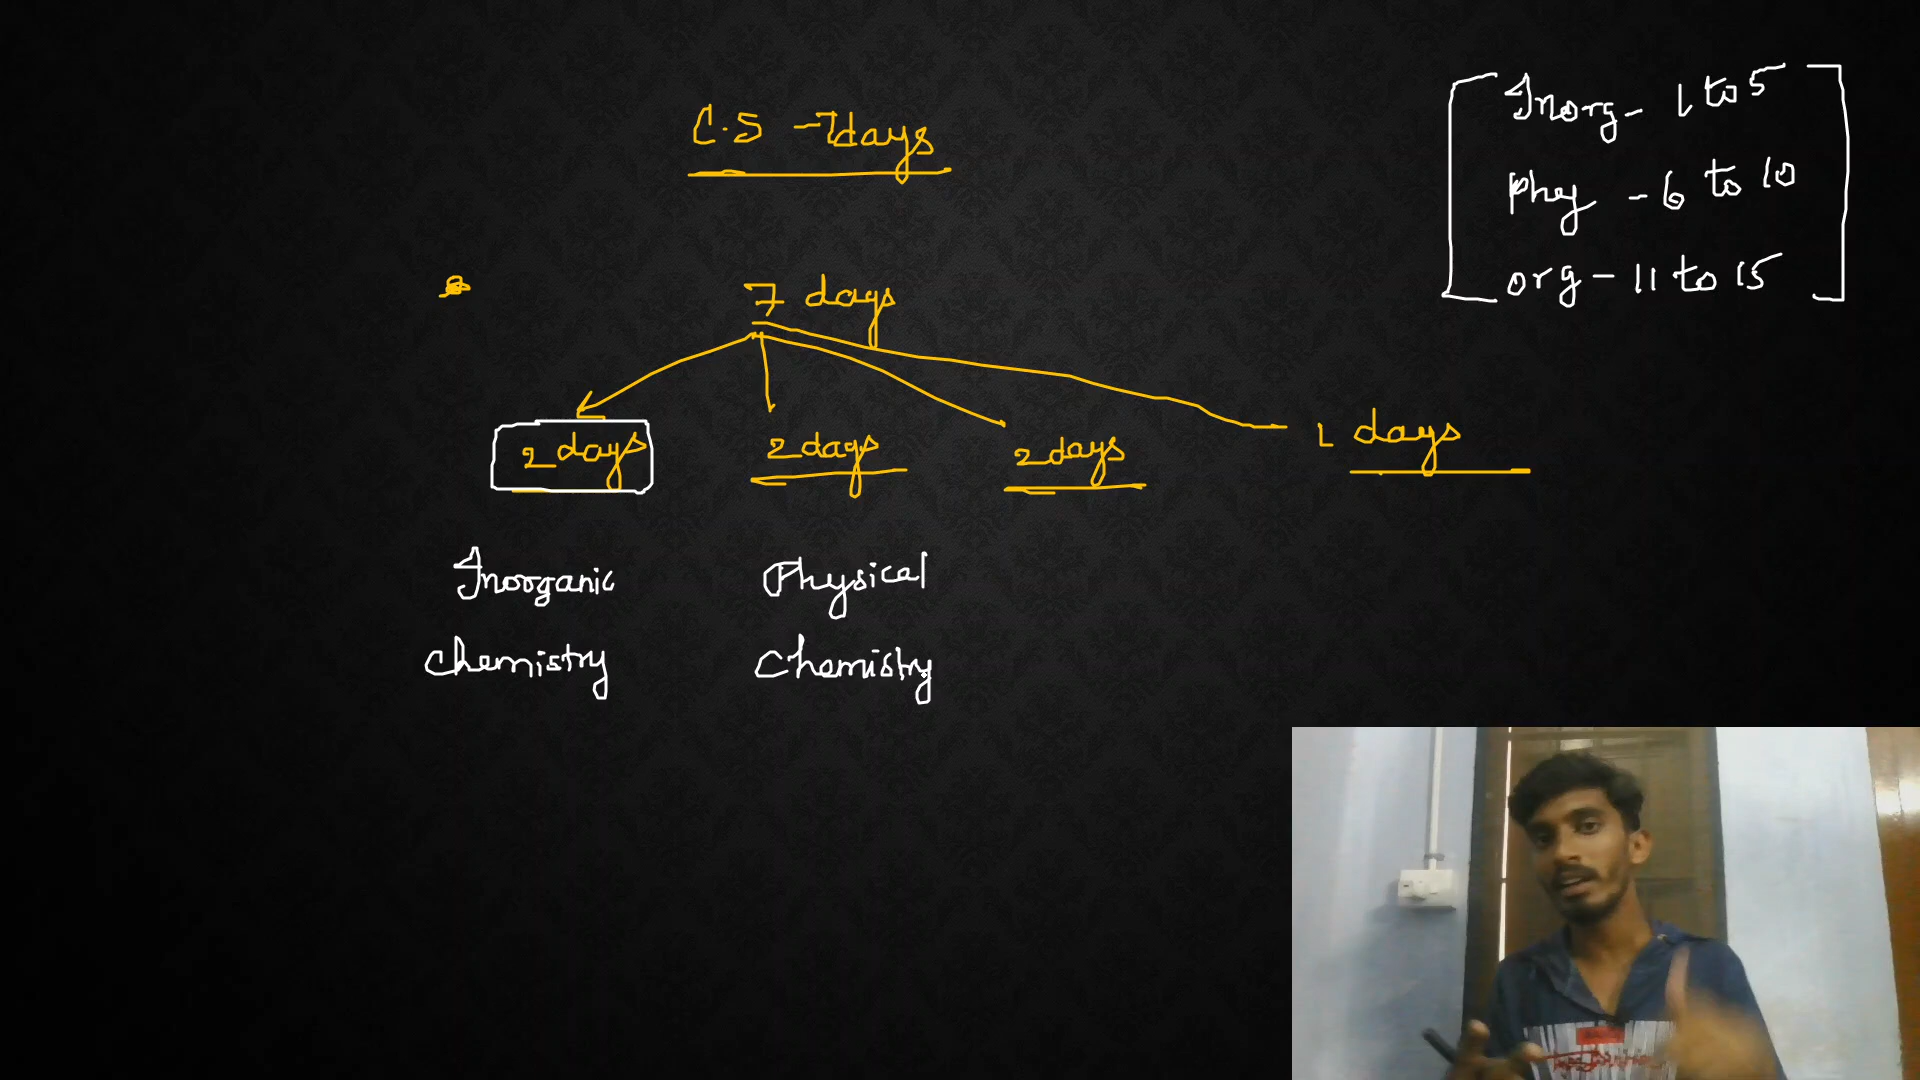 C.S - 7days
Inorg - 1 to 5
Phy - 6 to 10
org - 11 to 15
7 days
2 days
2 days
2 days
1 days
Inorganic
chemistry
Physical
Chemistry